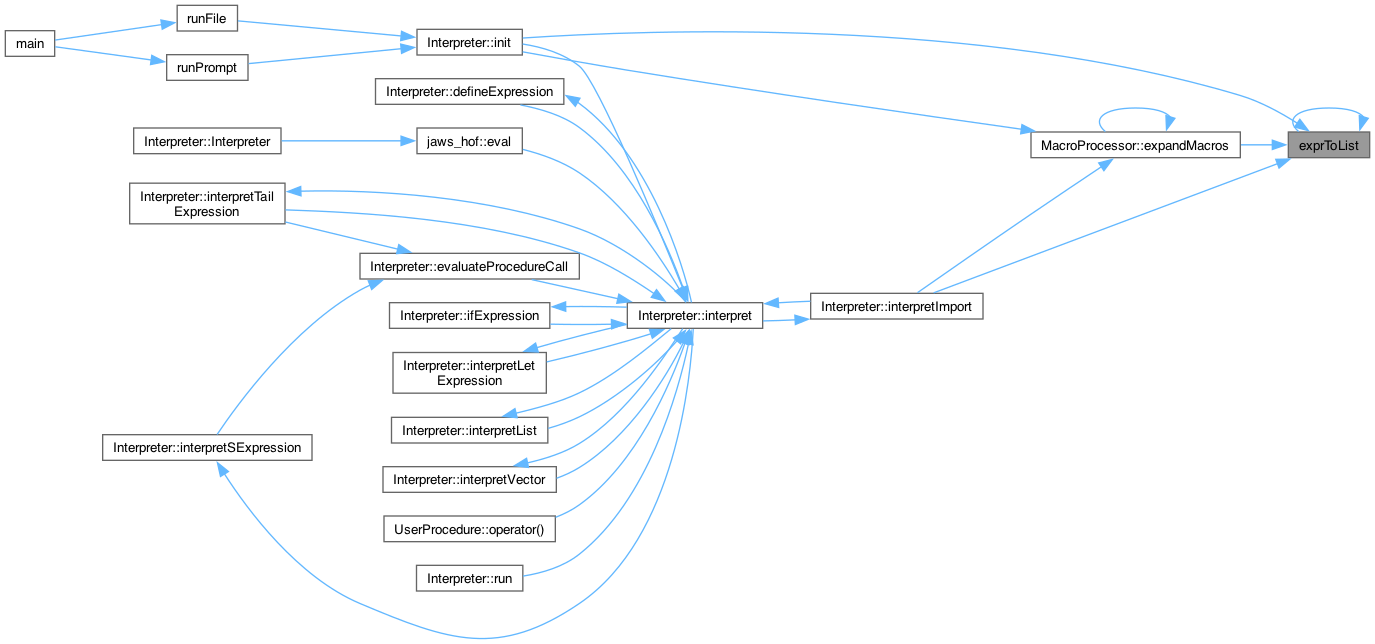 main
runFile
runPrompt
Interpreter::init
Interpreter::defineExpression
Interpreter::Interpreter
jaws_hof::eval
Interpreter::interpretTail
Expression
Interpreter::evaluateProcedureCall
Interpreter::ifExpression
Interpreter::interpretLet
Expression
Interpreter::interpretList
Interpreter::interpretSExpression
Interpreter::interpretVector
UserProcedure::operator()
Interpreter::run
Interpreter::interpret
Interpreter::interpretImport
MacroProcessor::expandMacros
exprToList